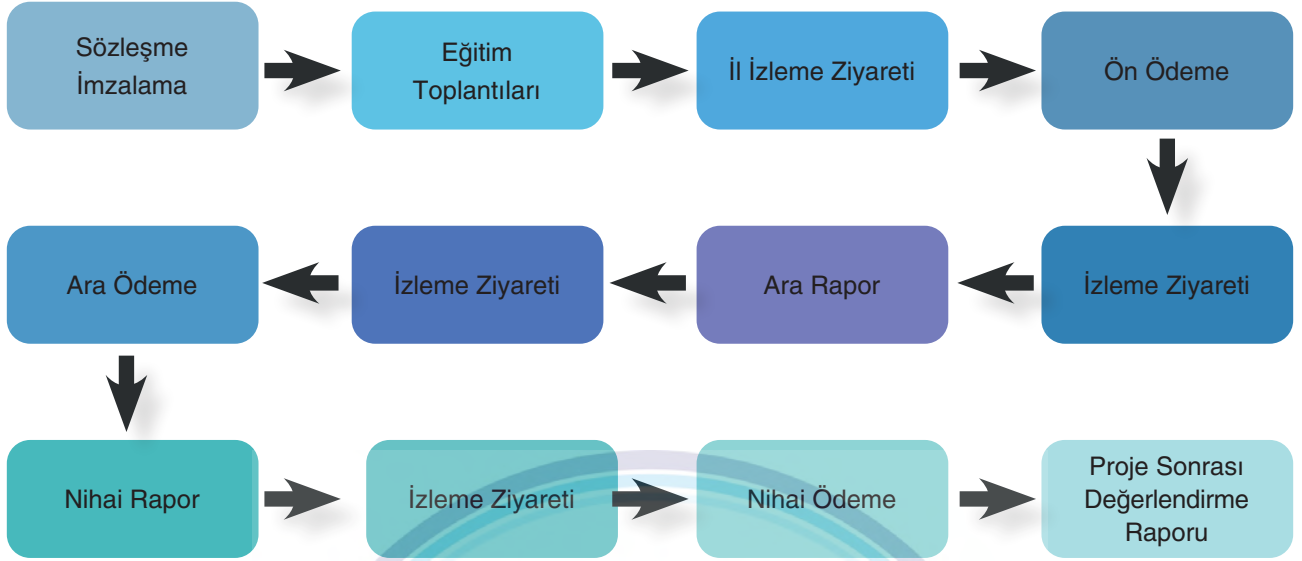 Sözleşme
İmzalama
Eğitim
Toplantıları
İl İzleme Ziyareti
Ön Ödeme
İzleme Ziyareti
Ara Rapor
İzleme Ziyareti
Ara Ödeme
Nihai Rapor
İzleme Ziyareti
Nihai Ödeme
Proje Sonrası
Değerlendirme
Raporu